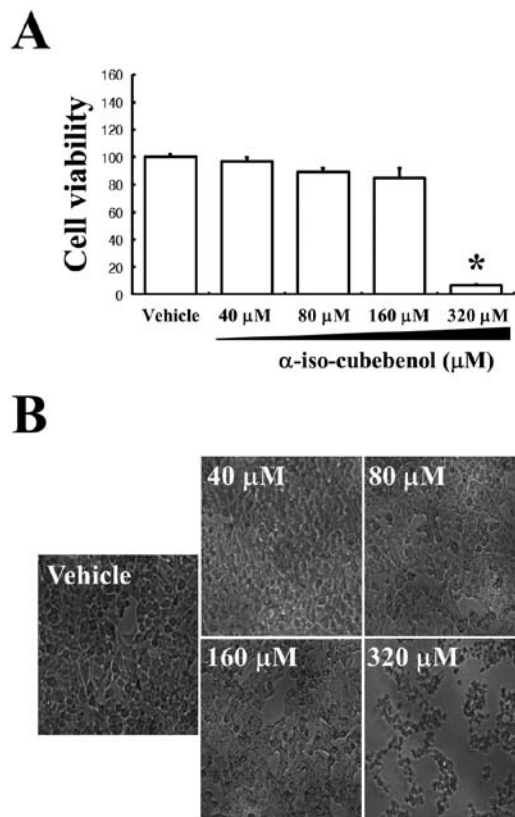 A
Cell viability
160
140
120
100
80
60
40
20
0
*
Vehicle
40 μM
80 μM
160 μM
320 μM
α-iso-cubebenol (μM)
B
Vehicle
40 μM
80 μM
160 μM
320 μM